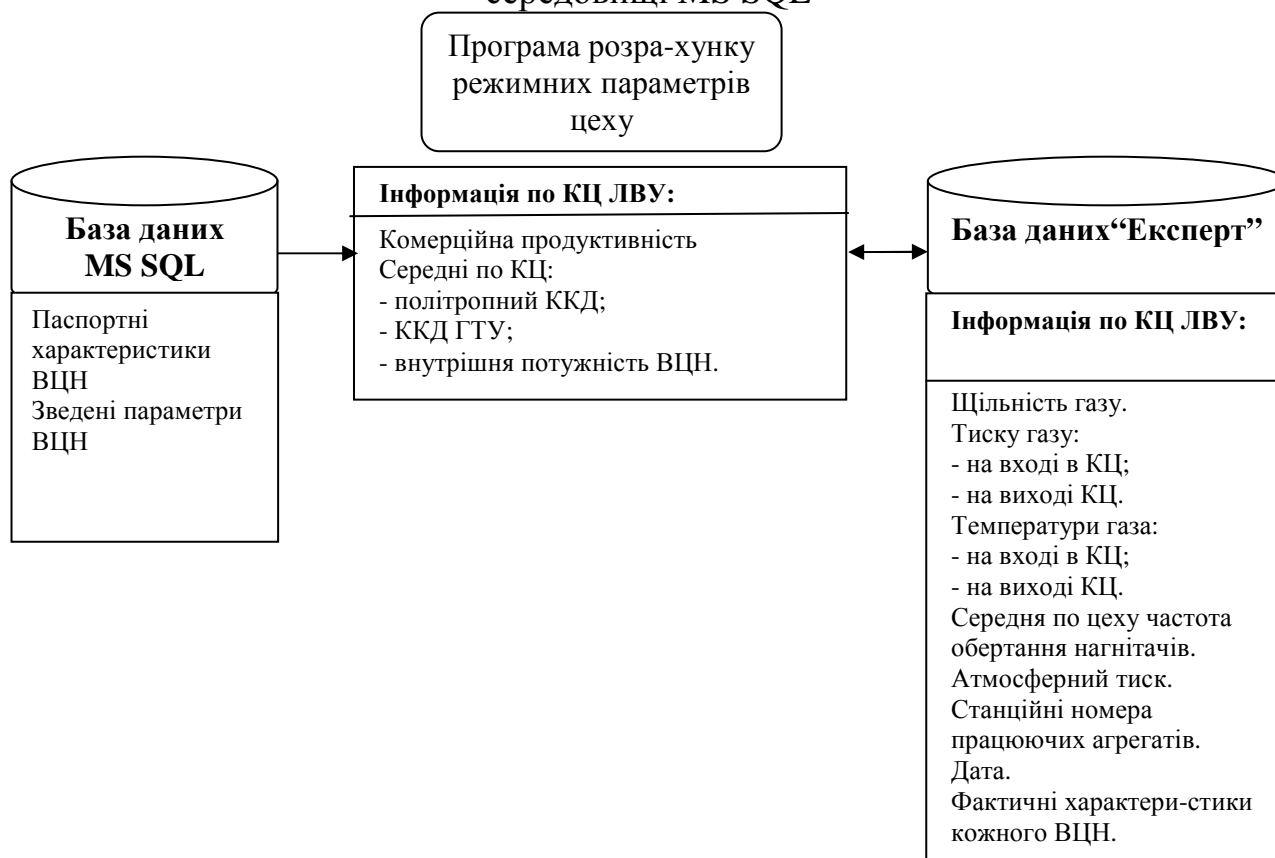 середовищі MS SQL
Програма розра-хунку
режимних параметрів
цеху
База даних
MS SQL
Паспортні
характеристики
ВЦН
Зведені параметри
ВЦН
Інформація по КЦ ЛВУ:
Комерційна продуктивність
Середні по КЦ:
- політропний ККД;
- ККД ГТУ;
- внутрішня потужність ВЦН.
База даних“Експерт”
Інформація по КЦ ЛВУ:
Щільність газу.
Тиску газу:
- на вході в КЦ;
- на виході КЦ.
Температури газа:
- на вході в КЦ;
- на виході КЦ.
Середня по цеху частота
обертання нагнітачів.
Атмосферний тиск.
Станційні номера
працюючих агрегатів.
Дата.
Фактичні характери-стики
кожного ВЦН.